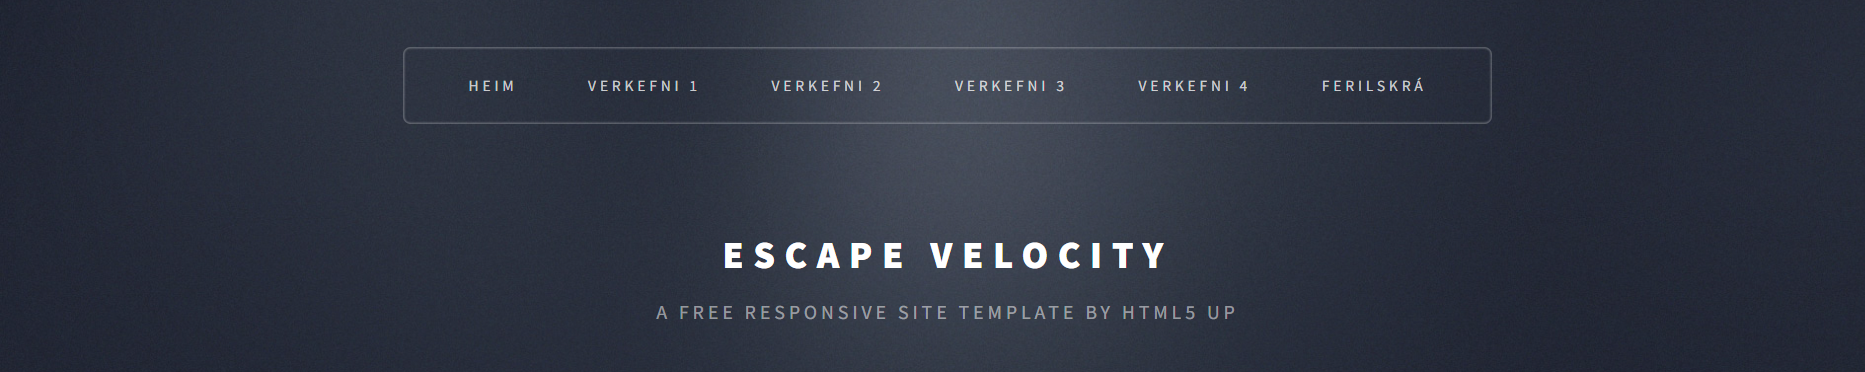 HEIM VERKEFNI 1 VERKEFNI 2 VERKEFNI 3 VERKEFNI 4 FERILSKRÁ
ESCAPE VELOCITY
A FREE RESPONSIVE SITE TEMPLATE BY HTML5 UP